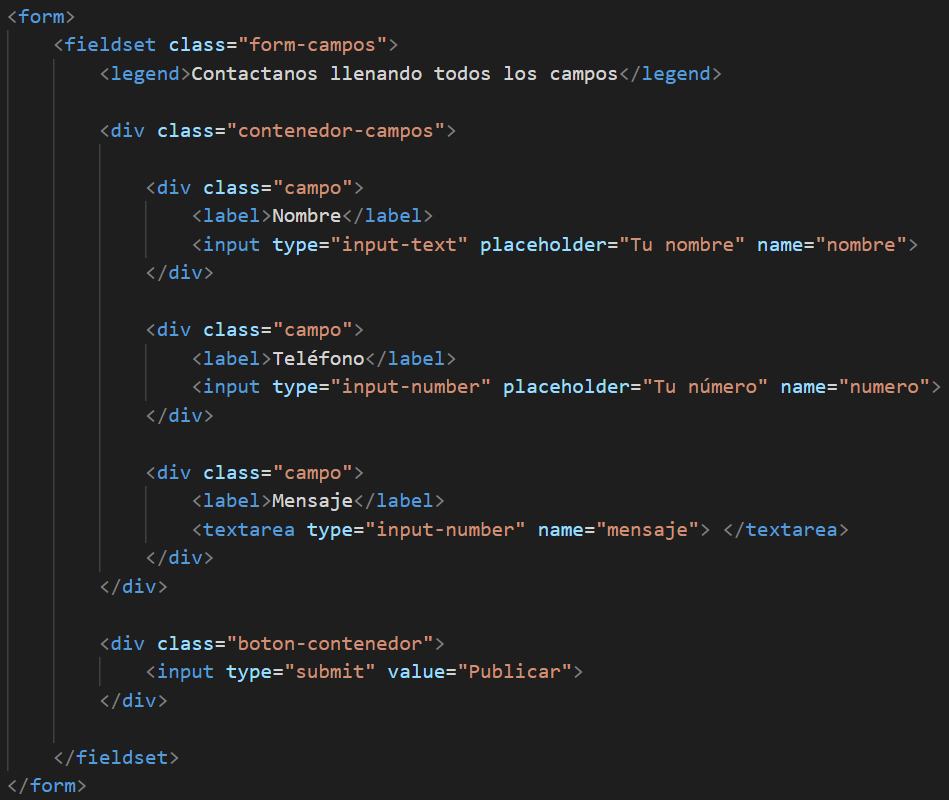 <form>
<fieldset class="form-campos">
<legend>Contactanos llenando todos los campos</legend>
<div class="contenedor-campos">
<div class="campo">
<label>Nombre</label>
<input type="input-text" placeholder="Tu nombre" name="nombre">
</div>
<div class="campo">
<label>Teléfono</label>
<input type="input-number" placeholder="Tu número" name="numero">
</div>
<div class="campo">
<label>Mensaje</label>
<textarea type="input-number" name="mensaje"> </textarea>
</div>
</div>
<div class="boton-contenedor">
<input type="submit" value="Publicar">
</div>
</fieldset>
</form>